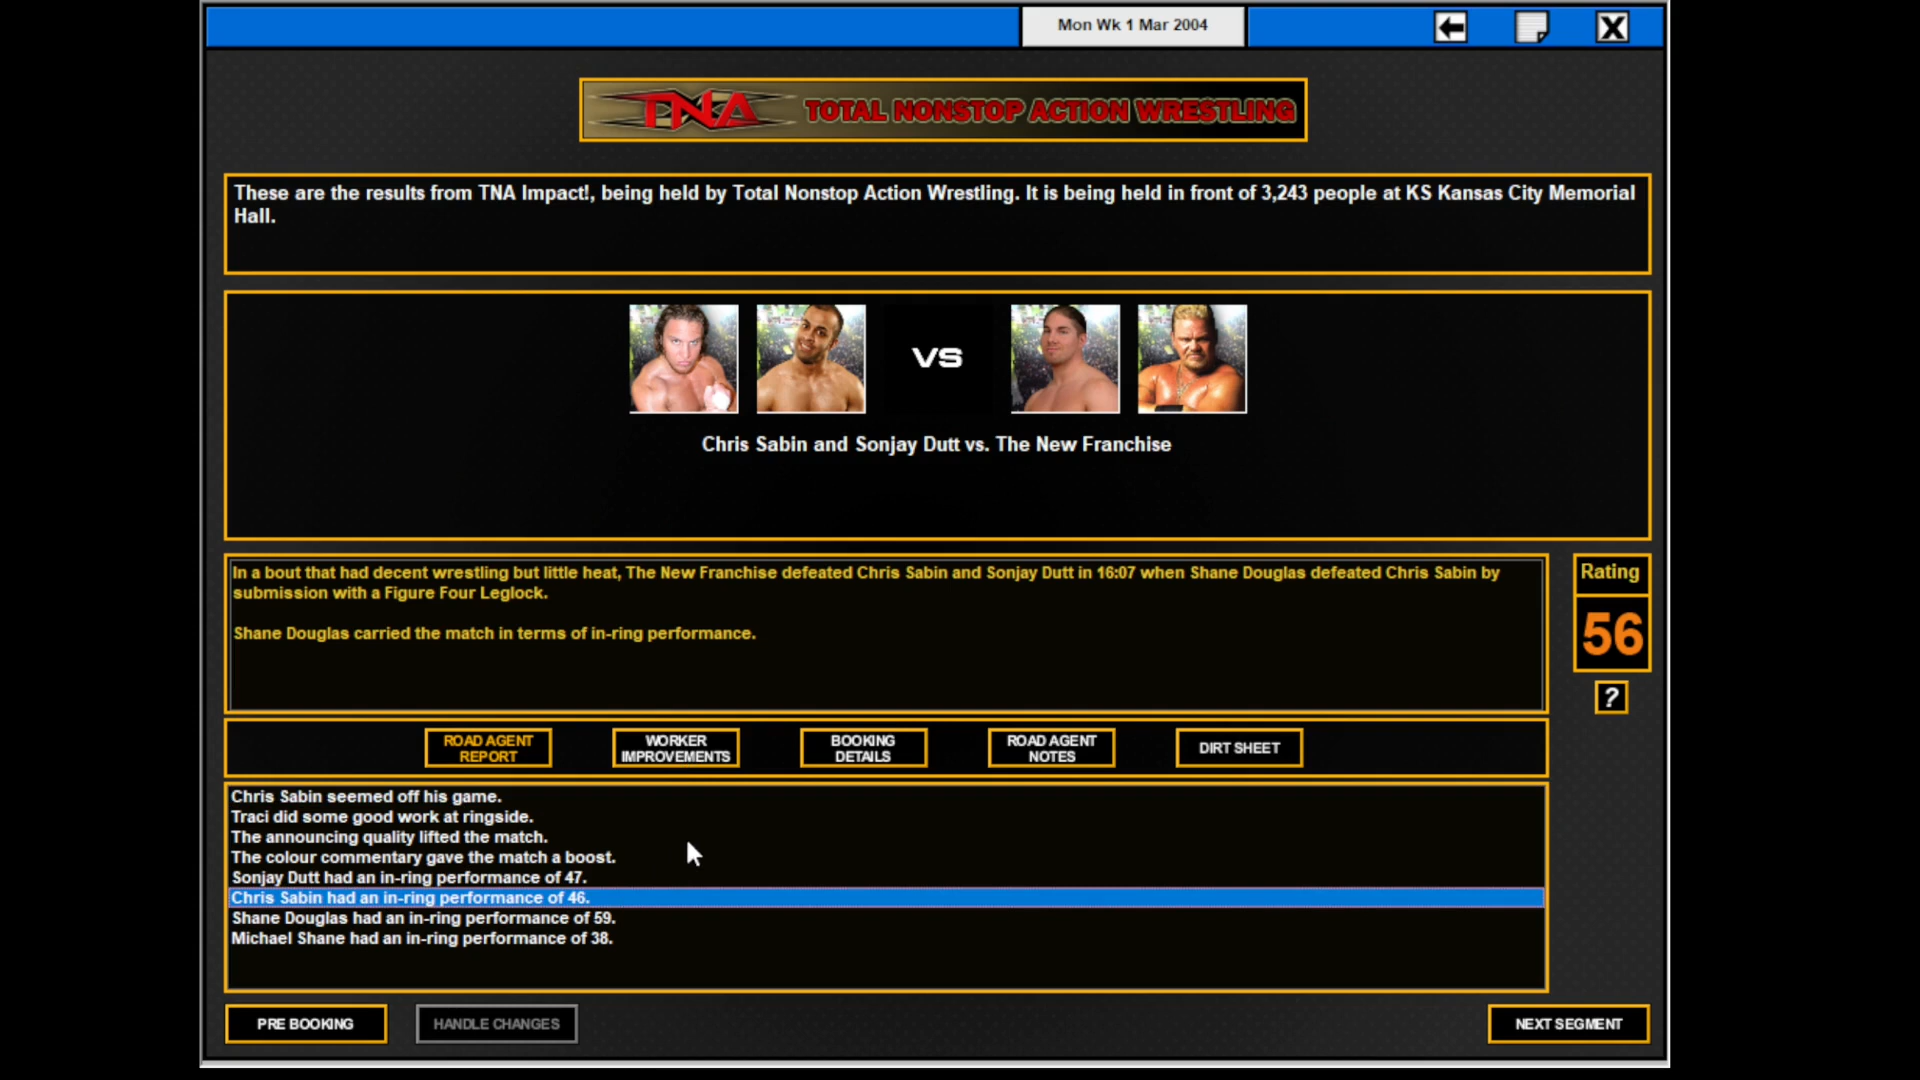 Mon Wk 1 Mar 2004
TNA TOTAL NONSTOP ACTION WRESTLING
These are the results from TNA Impact!, being held by Total Nonstop Action Wrestling. It is being held in front of 3,243 people at KS Kansas City Memorial
Hall.
VS
Chris Sabin and Sonjay Dutt vs. The New Franchise
In a bout that had decent wrestling but little heat, The New Franchise defeated Chris Sabin and Sonjay Dutt in 16:07 when Shane Douglas defeated Chris Sabin by
submission with a Figure Four Leglock.
Shane Douglas carried the match in terms of in-ring performance.
Rating
56
?
ROAD AGENT
REPORT
WORKER
IMPROVEMENTS
BOOKING
DETAILS
ROAD AGENT
NOTES
DIRT SHEET
Chris Sabin seemed off his game.
Traci did some good work at ringside.
The announcing quality lifted the match.
The colour commentary gave the match a boost.
Sonjay Dutt had an in-ring performance of 47.
Chris Sabin had an in-ring performance of 46.
Shane Douglas had an in-ring performance of 59.
Michael Shane had an in-ring performance of 38.
PRE BOOKING
HANDLE CHANGES
NEXT SEGMENT